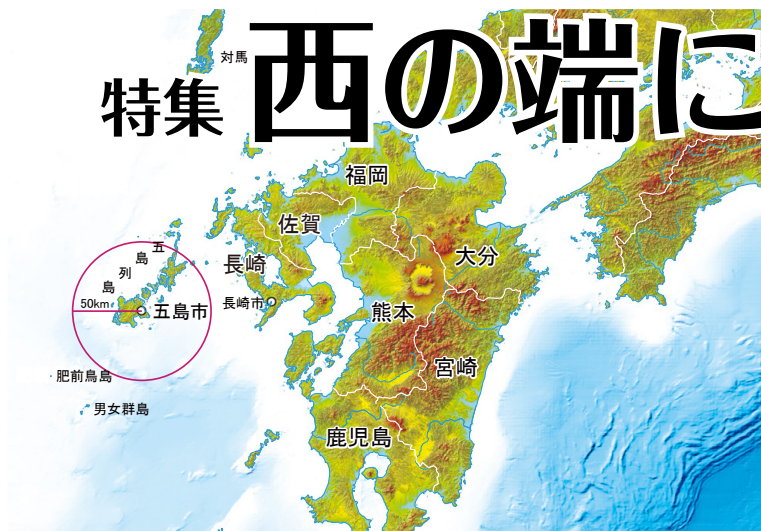 特集 西の端に
対馬
福岡
佐賀
大分
長崎
五島列島
長崎市
50km
五島市
熊本
宮崎
肥前鳥島
男女群島
鹿児島